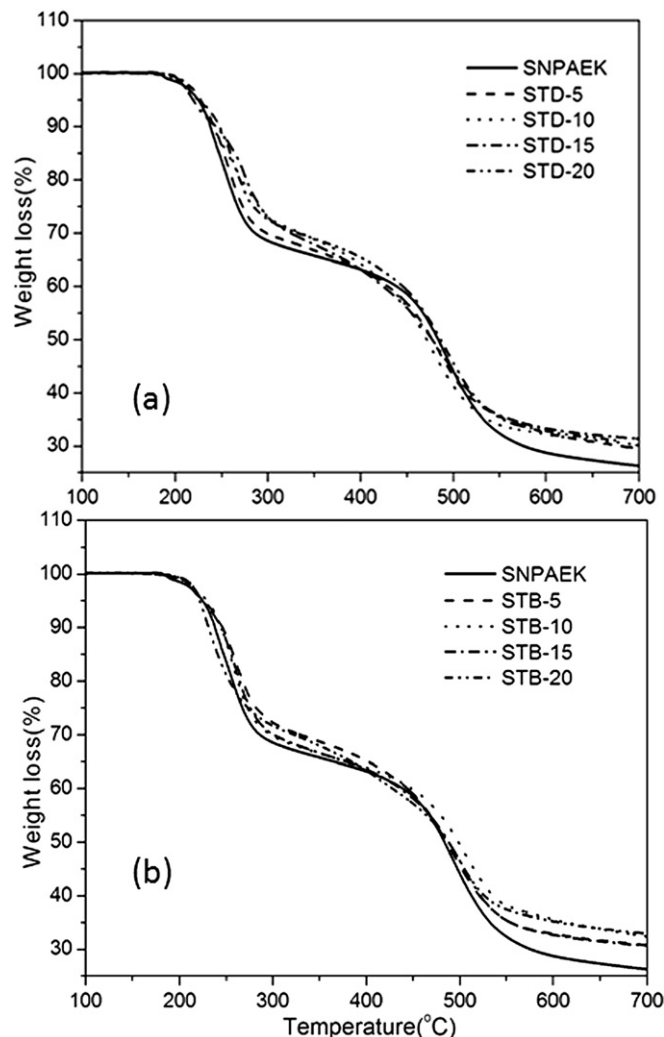 110
100
90
80
70
60
50
40
30
Weight loss(%)
SNPAEK
STD-5
STD-10
STD-15
STD-20
(a)
100 200 300 400 500 600 700
110
100
90
80
70
60
50
40
30
Weight loss(%)
SNPAEK
STB-5
STB-10
STB-15
STB-20
(b)
100 200 300 400 500 600 700
Temperature(°C)